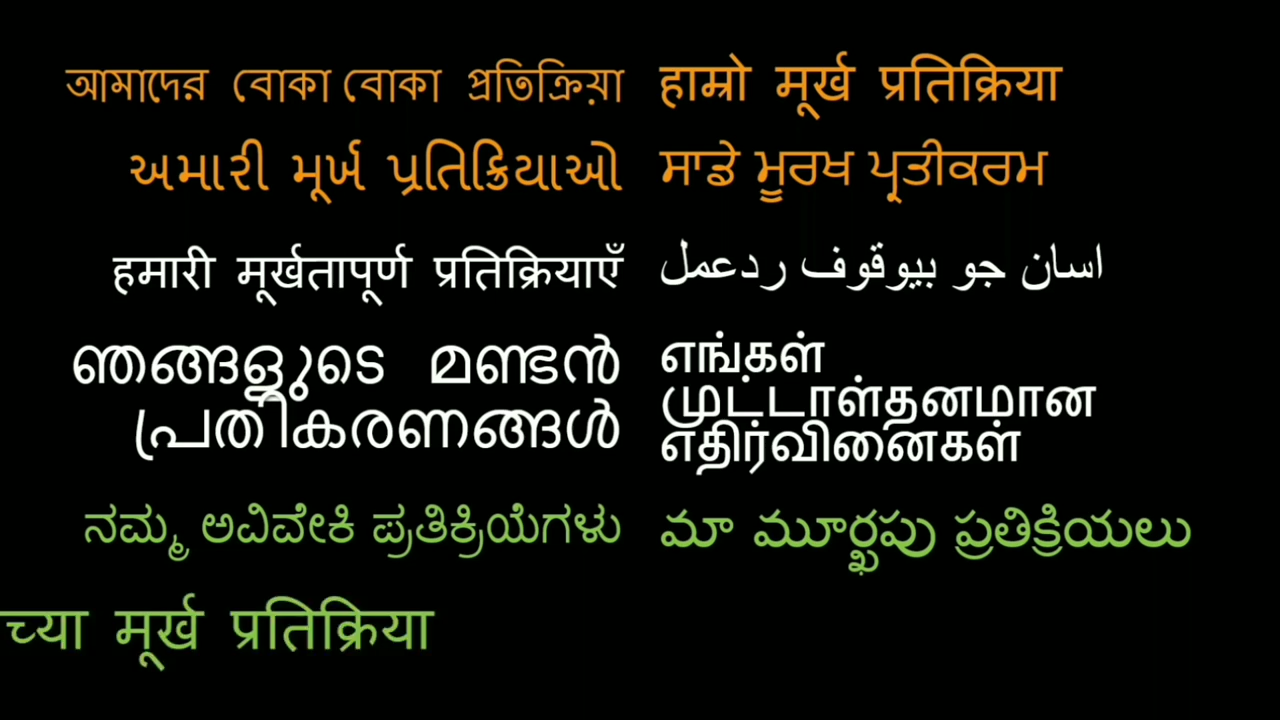 আমাদের বোকা বোকা প্রতিক্রিয়া
हाम्रो मूर्ख प्रतिक्रिया
અમારી મૂર્ખ પ્રતિક્રિયાઓ
ਸਾਡੇ ਮੂਰਖ ਪ੍ਰਤੀਕਰਮ
हमारी मूर्खतापूर्ण प्रतिक्रियाएँ
اسان جو بيوقوف ردعمل
ഞങ്ങളുടെ മണ്ടൻ
പ്രതികരണങ്ങൾ
எங்கள்
முட்டாள்தனமான
எதிர்வினைகள்
ನಮ್ಮ ಅವಿವೇಕಿ ಪ್ರತಿಕ್ರಿಯೆಗಳು
మా మూర్ఖపు ప్రతిక్రియలు
च्या मूर्ख प्रतिक्रिया